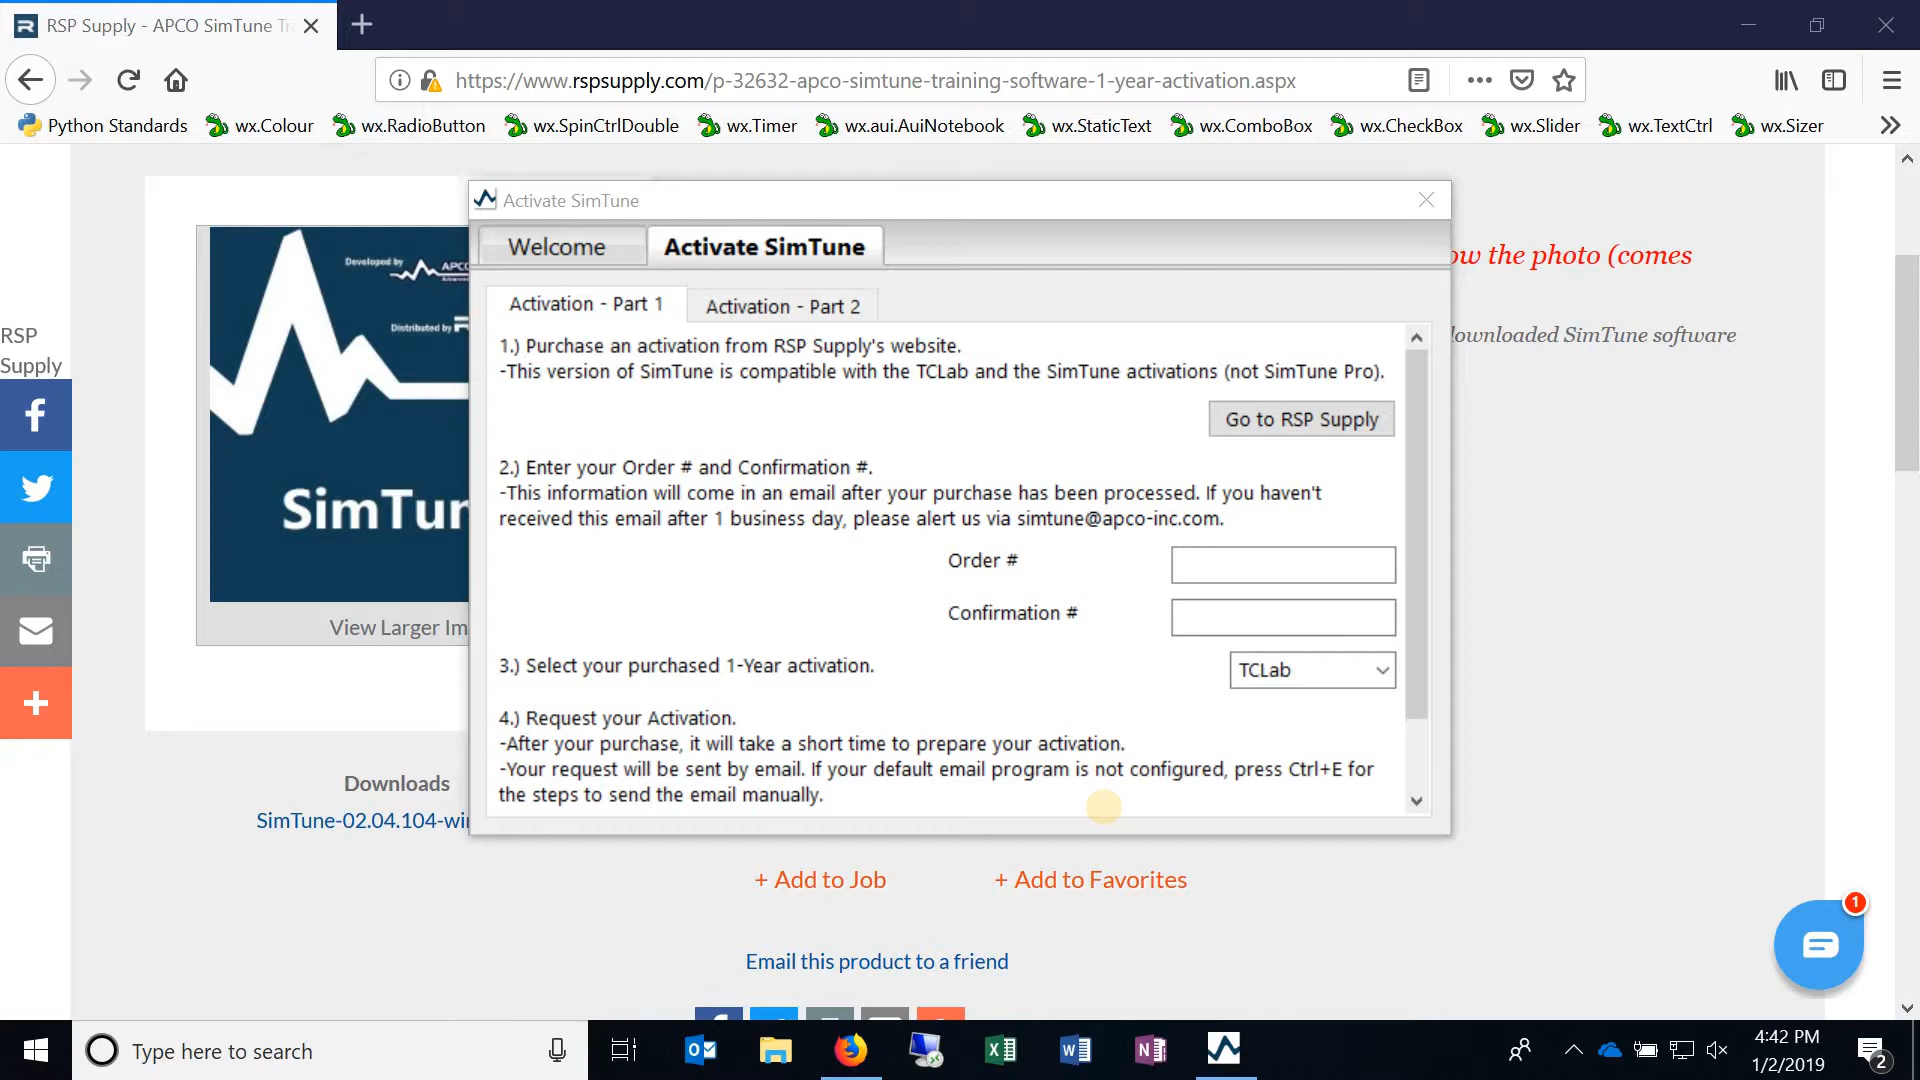 RSP Supply - APCO SimTune Tr
https://www.rspsupply.com/p-32632-apco-simtune-training-software-1-year-activation.aspx
Python Standards wx.Colour wx.RadioButton wx.SpinCtrlDouble wx.Timer wx.aui.AuiNotebook wx.StaticText wx.ComboBox wx.CheckBox wx.Slider wx.TextCtrl wx.Sizer
Activate SimTune
Welcome Activate SimTune
ow the photo (comes
Developed by APCO
Activation - Part 1 Activation - Part 2
Distributed by
RSP
Supply
ownloaded SimTune software
1.) Purchase an activation from RSP Supply's website.
-This version of SimTune is compatible with the TCLab and the SimTune activations (not SimTune Pro).
Go to RSP Supply
2.) Enter your Order # and Confirmation #.
-This information will come in an email after your purchase has been processed. If you haven't
received this email after 1 business day, please alert us via simtune@apco-inc.com.
SimTun
Order #
Confirmation #
View Larger Im
3.) Select your purchased 1-Year activation.
TCLab
4.) Request your Activation.
-After your purchase, it will take a short time to prepare your activation.
-Your request will be sent by email. If your default email program is not configured, press Ctrl+E for
the steps to send the email manually.
Downloads
SimTune-02.04.104-win
+ Add to Job + Add to Favorites
1
Email this product to a friend
Type here to search
4:42 PM
1/2/2019
2